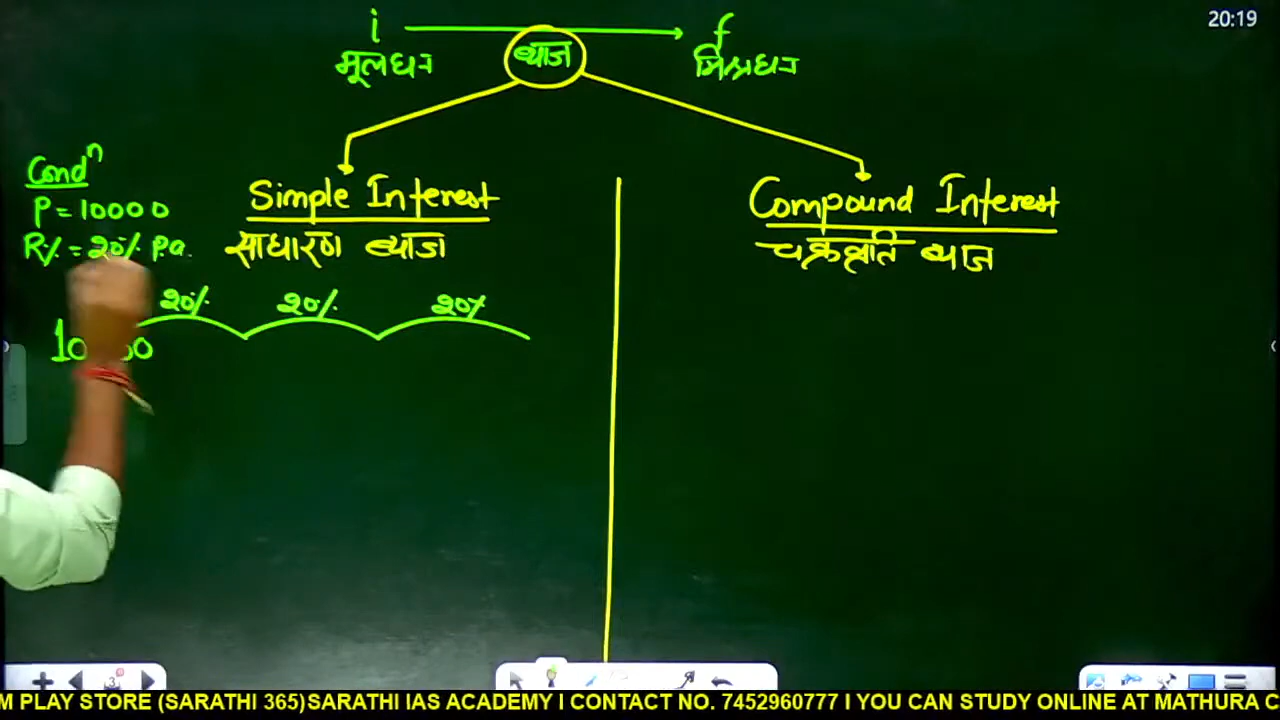 20:19
i f
मूलधन ब्याज मिश्रधन
Condⁿ
P = 10000
R% = 20% P.a.
Simple Interest
साधारण ब्याज
Compound Interest
चक्रवृत्ति ब्याज
20% 20% 20%
M PLAY STORE (SARATHI 365)SARATHI IAS ACADEMY I CONTACT NO. 7452960777 I YOU CAN STUDY ONLINE AT MATHURA C